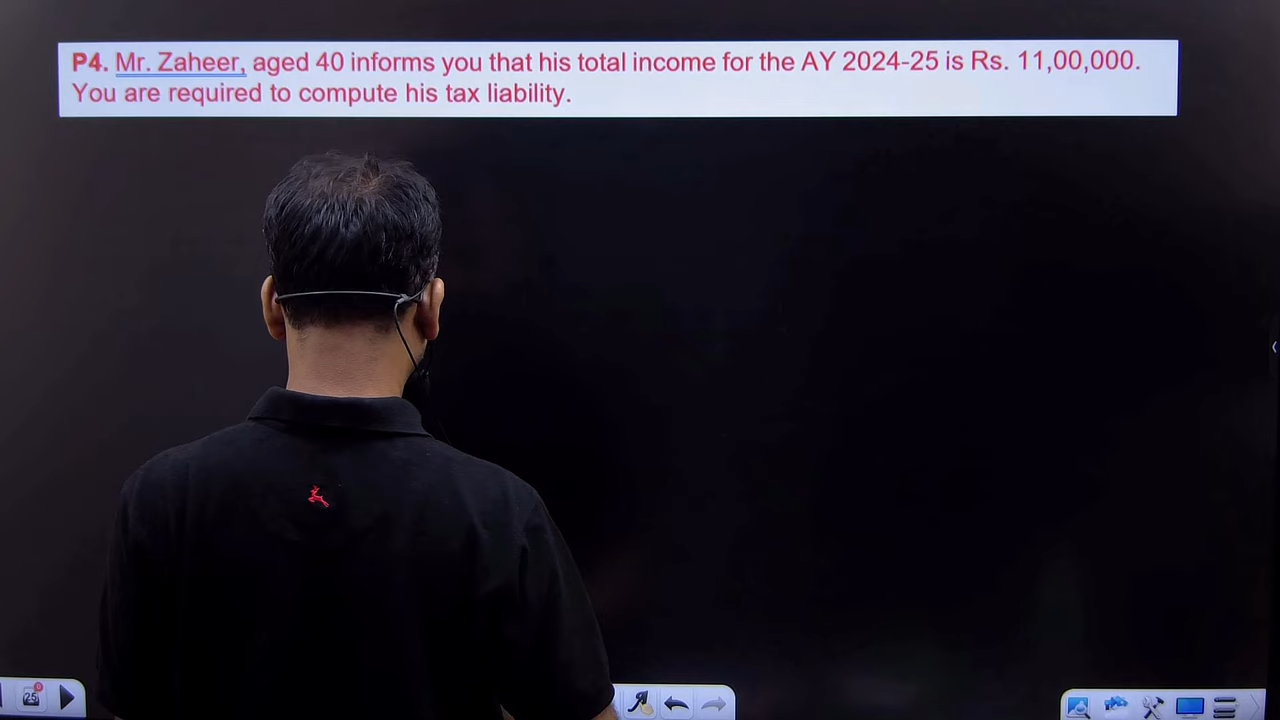 P4. Mr. Zaheer, aged 40 informs you that his total income for the AY 2024-25 is Rs. 11,00,000.
You are required to compute his tax liability.
25